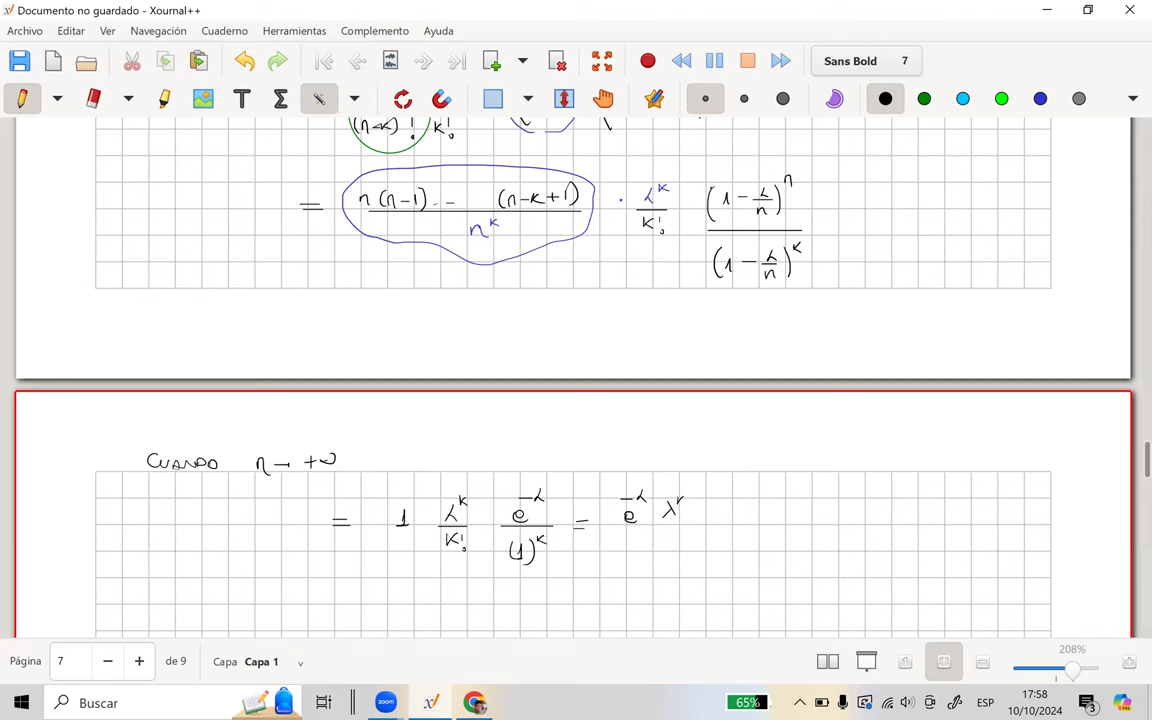 Documento no guardado - Xournal++
Archivo Editar Ver Navegación Cuaderno Herramientas Complemento Ayuda
Sans Bold 7
(n-k)! k!
= n(n-1)... (n-k+1) / n^k · λ^k / k! (1 - λ/n)^n / (1 - λ/n)^k
CUANDO n → +∞
= 1 λ^k / k! e^-λ / (1)^k = e^-λ λ^k
Página 7 de 9 Capa Capa 1 208%
Buscar zoom 65% ESP 17:58
10/10/2024 3